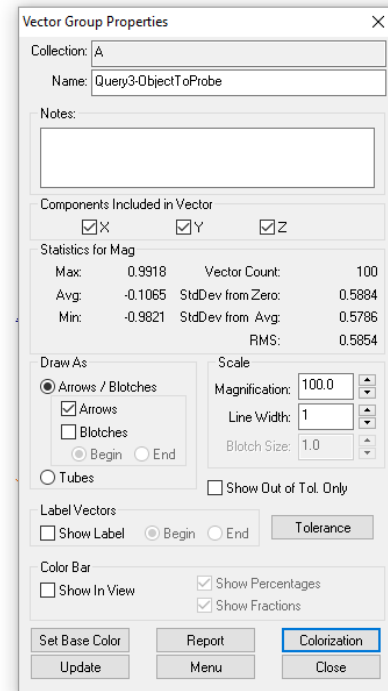 Vector Group Properties
Collection: A
Name: Query3-ObjectToProbe
Notes:
Components Included in Vector
X Y Z
Statistics for Mag
Max: 0.9918 Vector Count: 100
Avg: -0.1065 StdDev from Zero: 0.5884
Min: -0.9821 StdDev from Avg: 0.5786
RMS: 0.5854
Draw As
Arrows / Blotches
Arrows
Blotches
Begin End
Tubes
Scale
Magnification: 100.0
Line Width: 1
Blotch Size: 1.0
Show Out of Tol. Only
Label Vectors
Show Label Begin End
Tolerance
Color Bar
Show In View
Show Percentages
Show Fractions
Set Base Color Report Colorization
Update Menu Close